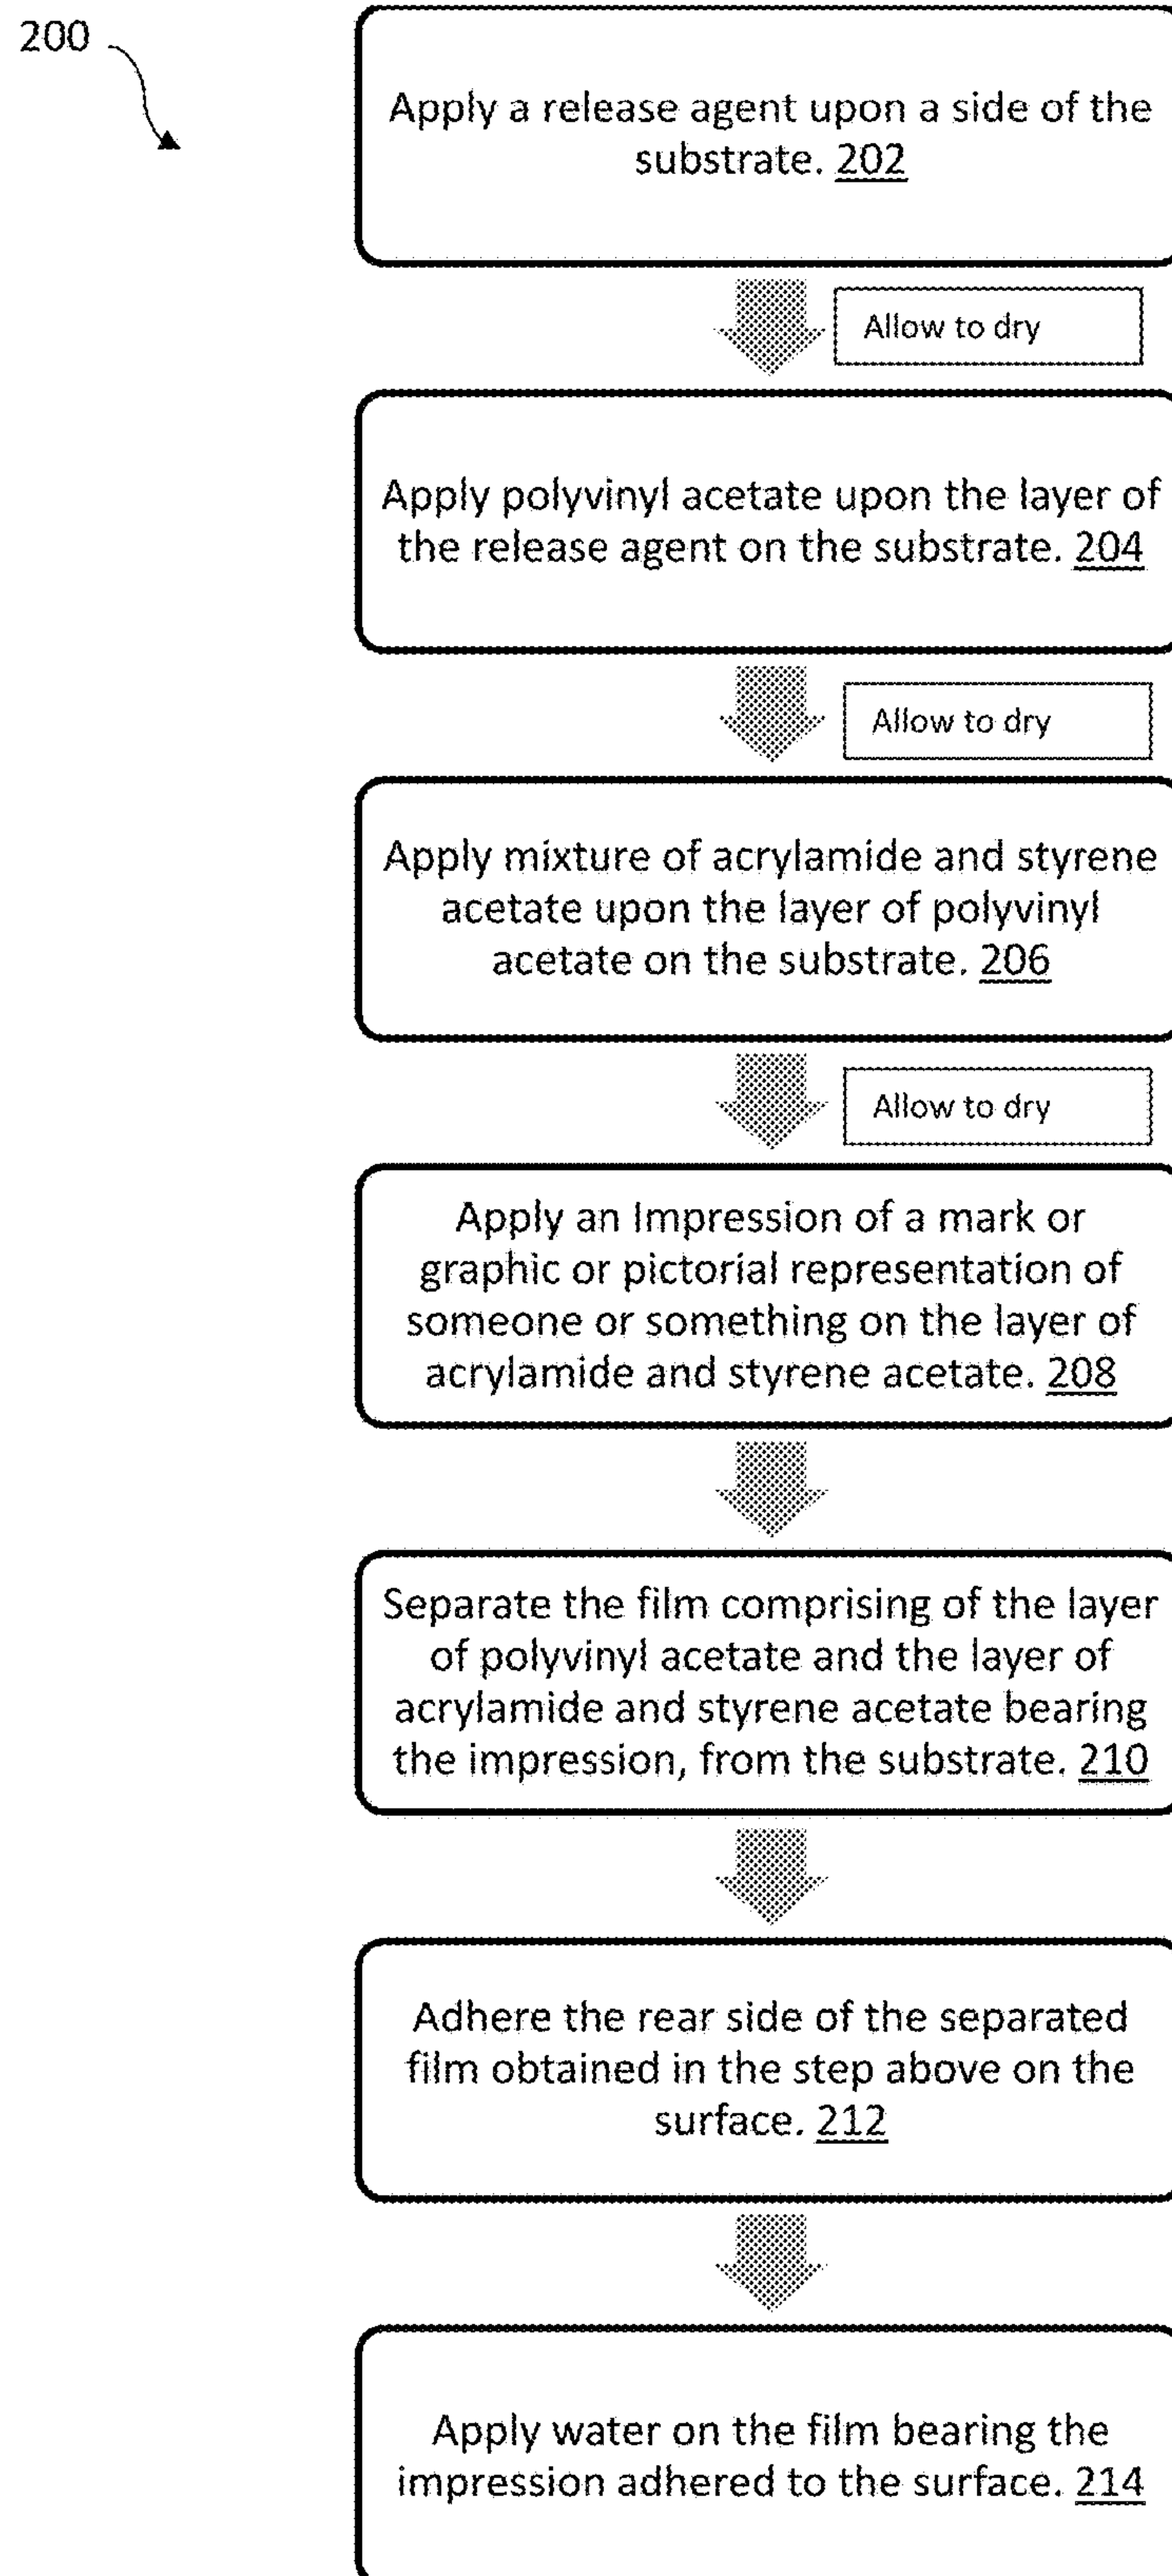 200
Apply a release agent upon a side of the
substrate. 202
Allow to dry
Apply polyvinyl acetate upon the layer of
the release agent on the substrate. 204
Allow to dry
Apply mixture of acrylamide and styrene
acetate upon the layer of polyvinyl
acetate on the substrate. 206
Allow to dry
Apply an Impression of a mark or
graphic or pictorial representation of
someone or something on the layer of
acrylamide and styrene acetate. 208
Separate the film comprising of the layer
of polyvinyl acetate and the layer of
acrylamide and styrene acetate bearing
the impression, from the substrate. 210
Adhere the rear side of the separated
film obtained in the step above on the
surface. 212
Apply water on the film bearing the
impression adhered to the surface. 214